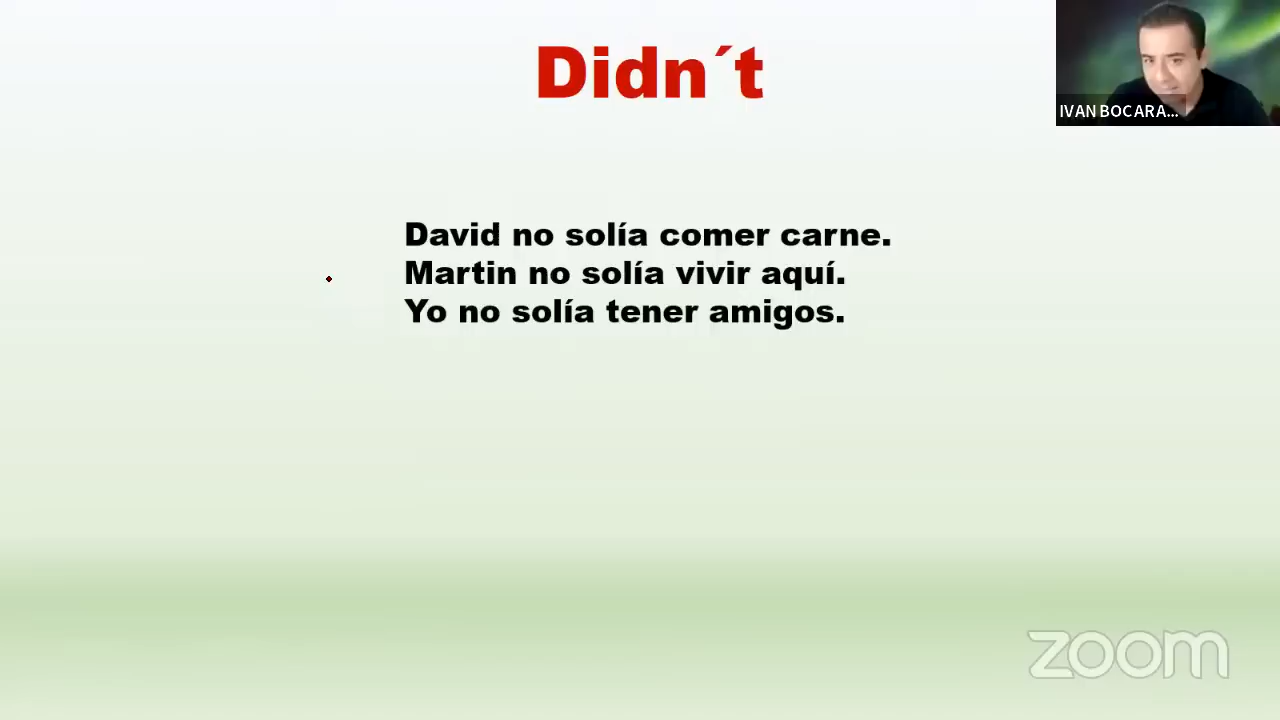 Didn´t
IVAN BOCARA...
David no solía comer carne.
Martin no solía vivir aquí.
Yo no solía tener amigos.
zoom